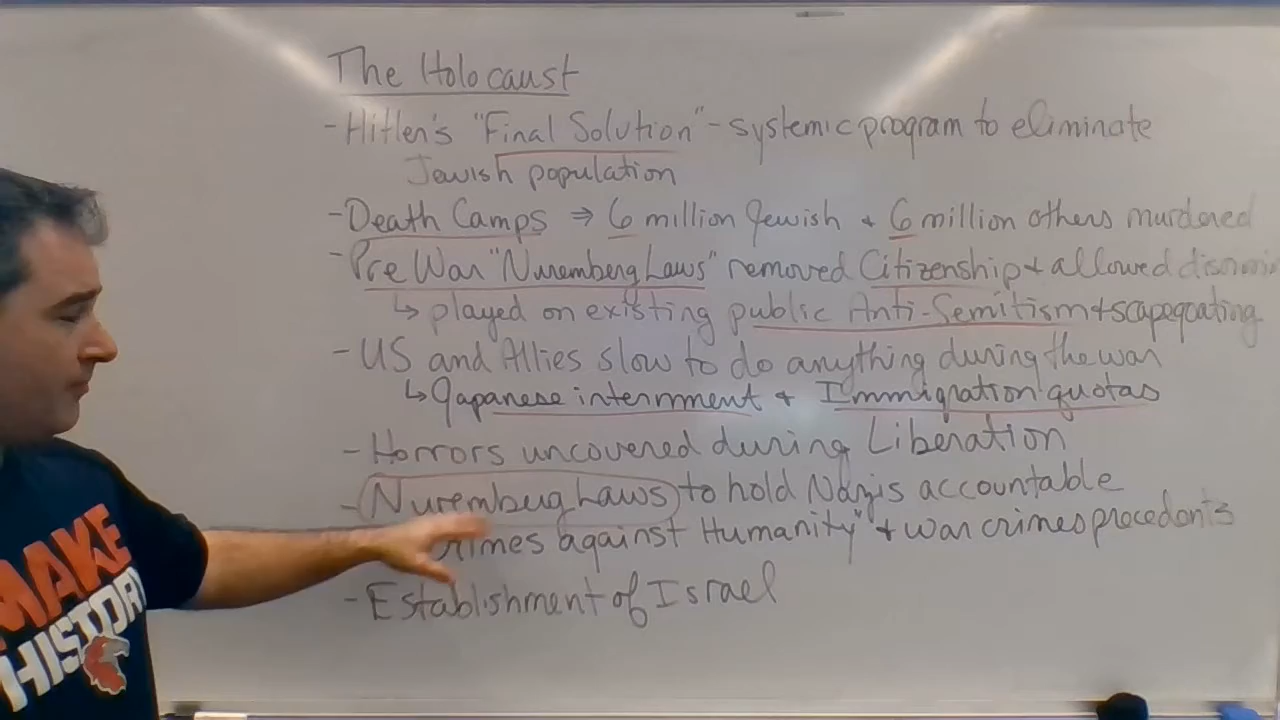 The Holocaust
- Hitler's "Final Solution" - systemic program to eliminate
Jewish population
- Death Camps ⇒ 6 million Jewish + 6 million others murdered
- Pre War "Nuremberg Laws" removed Citizenship + allowed
↳ played on existing public Anti-Semitism + scapegoating
- US and Allies slow to do anything during the war
↳ Japanese internment + Immigration quotas
- Horrors uncovered during Liberation
- Nuremburg Laws to hold Nazis accountable
against Humanity" + war crimes precedents
- Establishment of Israel
MAKE
HISTORY